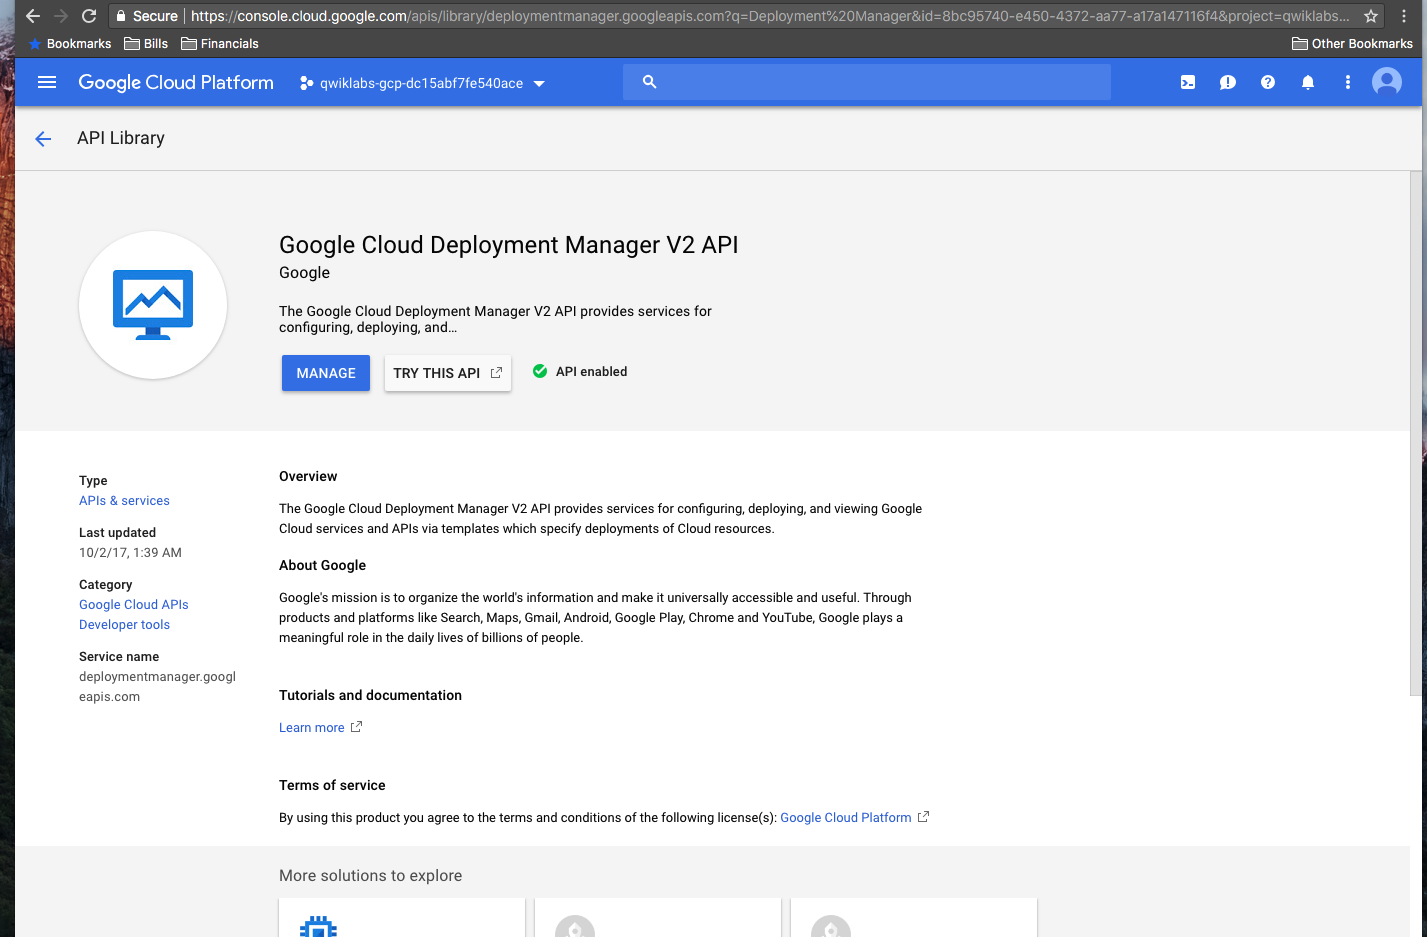 Secure | https://console.cloud.google.com/apis/library/deploymentmanager.googleapis.com?q=Deployment%20Manager&id=8bc95740-e450-4372-aa77-a17a147116f4&project=qwiklabs...
Bookmarks Bills Financials Other Bookmarks
Google Cloud Platform qwiklabs-gcp-dc15abf7fe540ace
API Library
Google Cloud Deployment Manager V2 API
Google
The Google Cloud Deployment Manager V2 API provides services for
configuring, deploying, and...
MANAGE TRY THIS API API enabled
Type
APIs & services
Last updated
10/2/17, 1:39 AM
Category
Google Cloud APIs
Developer tools
Service name
deploymentmanager.googl
eapis.com
Overview
The Google Cloud Deployment Manager V2 API provides services for configuring, deploying, and viewing Google
Cloud services and APIs via templates which specify deployments of Cloud resources.
About Google
Google's mission is to organize the world's information and make it universally accessible and useful. Through
products and platforms like Search, Maps, Gmail, Android, Google Play, Chrome and YouTube, Google plays a
meaningful role in the daily lives of billions of people.
Tutorials and documentation
Learn more
Terms of service
By using this product you agree to the terms and conditions of the following license(s): Google Cloud Platform
More solutions to explore